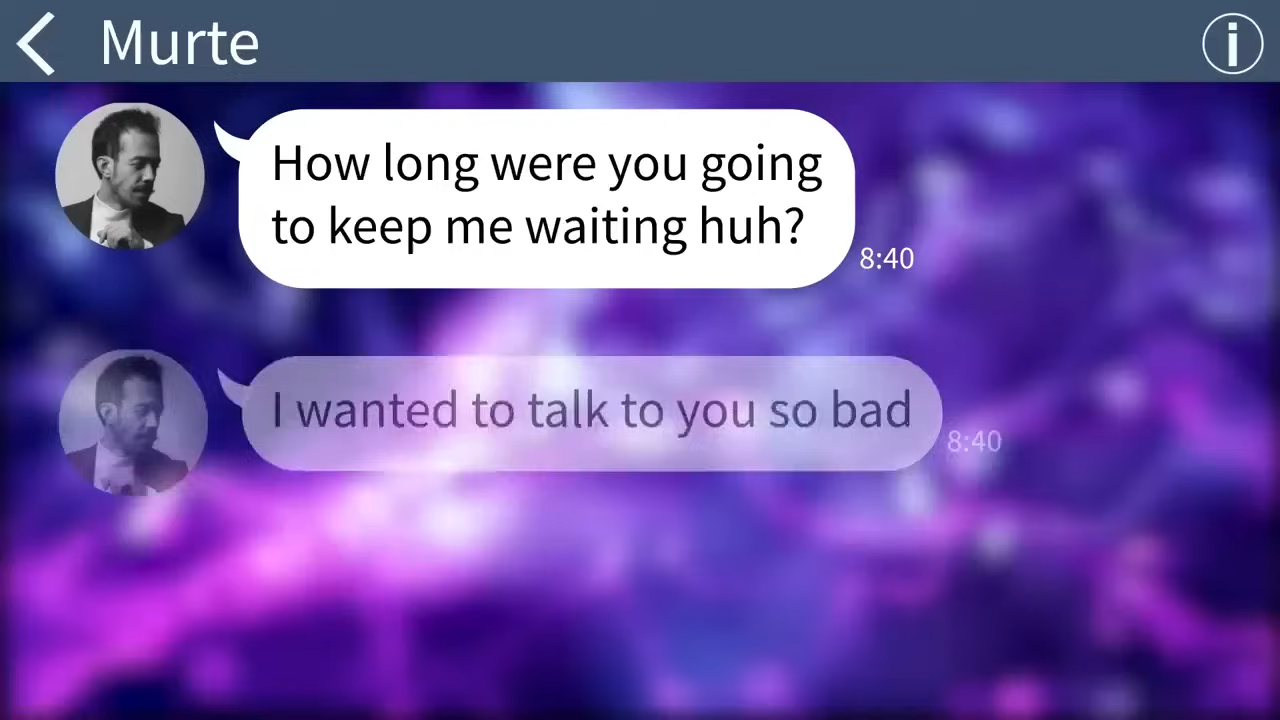 Murte
How long were you going
to keep me waiting huh?
8:40
I wanted to talk to you so bad
8:40